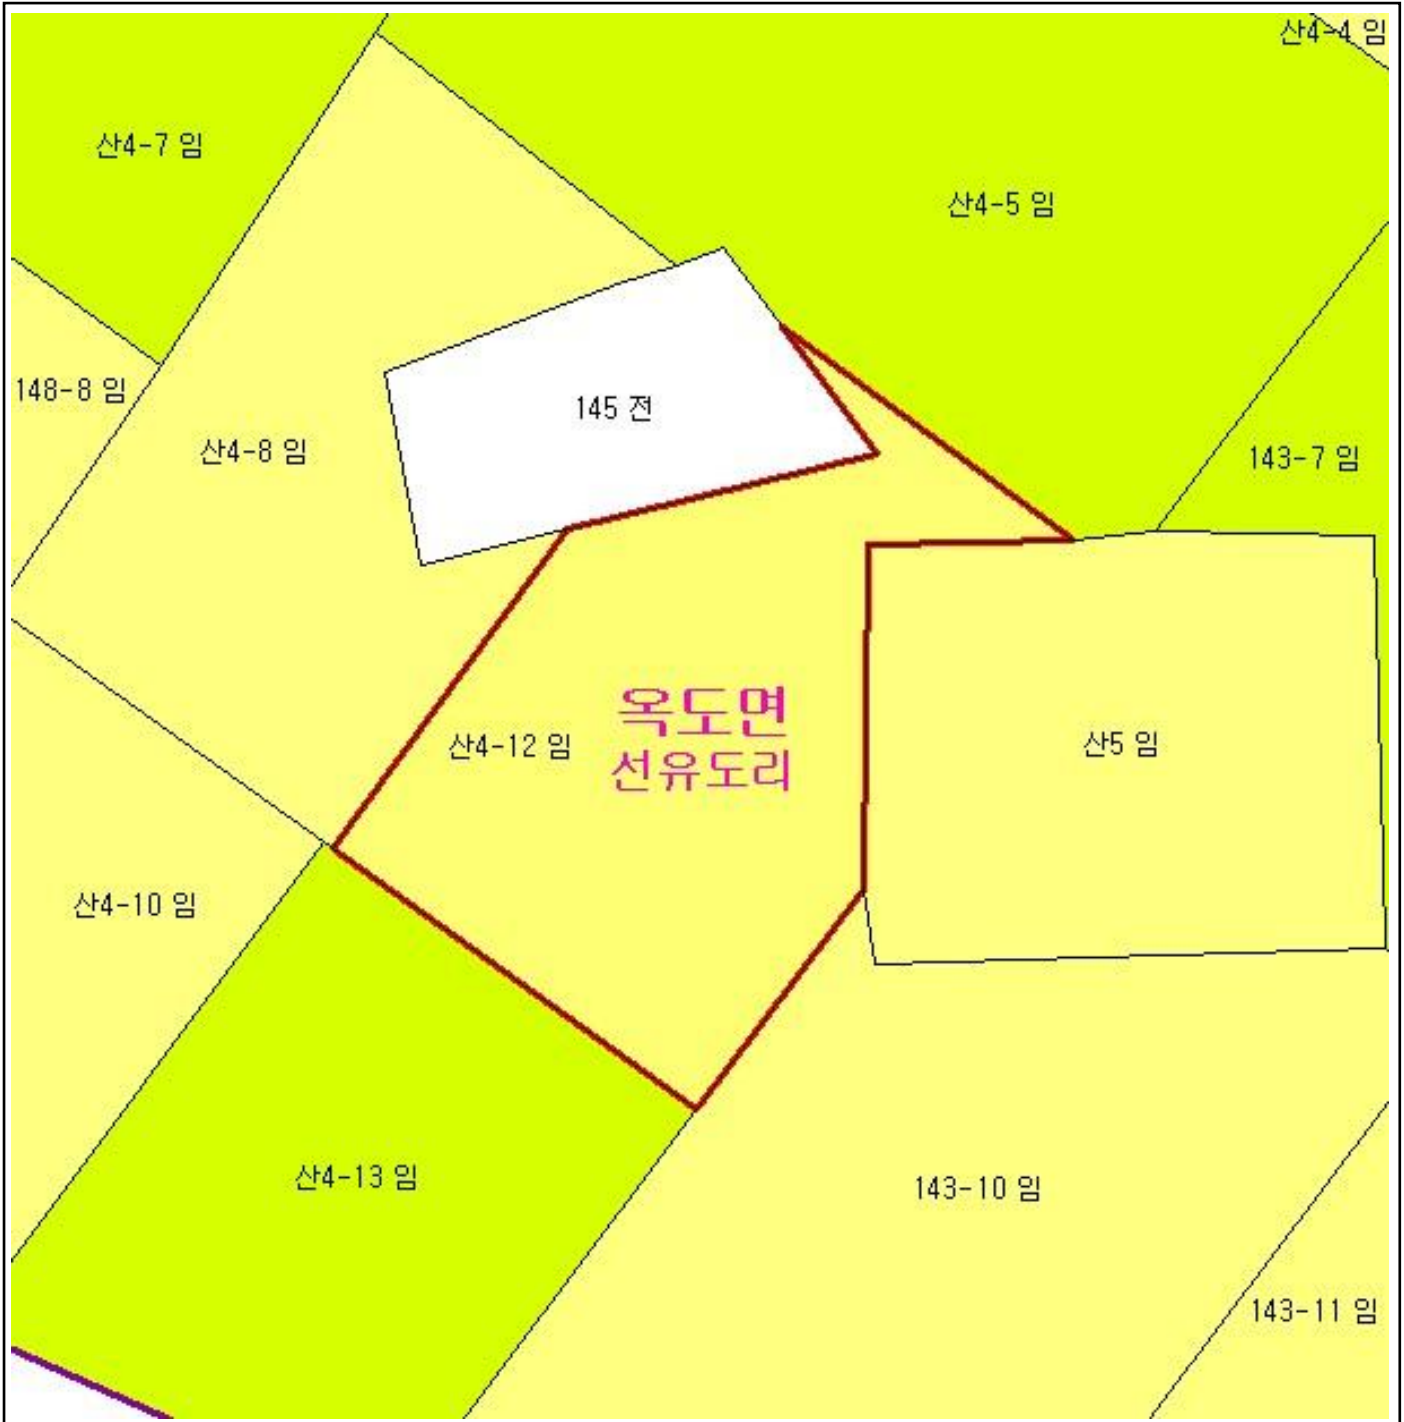 산4-4 임
산4-7 임
산4-5 임
148-8 임
145 전
산4-8 임
143-7 임
옥도면
선유도리
산4-12 임
산5 임
산4-10 임
산4-13 임
143-10 임
143-11 임